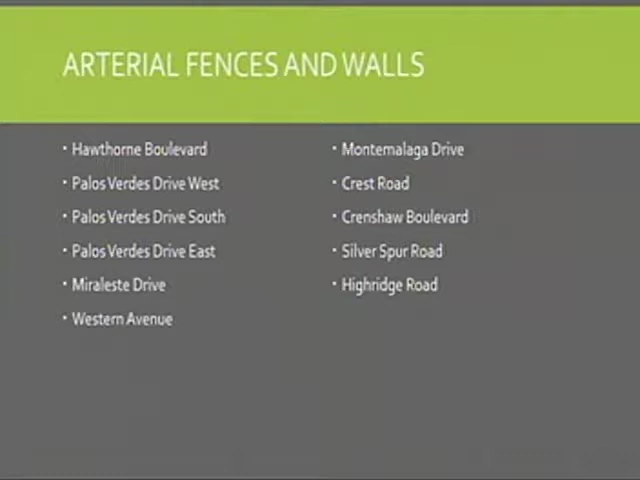 ARTERIAL FENCES AND WALLS
· Hawthorne Boulevard
· Palos Verdes Drive West
· Palos Verdes Drive South
· Palos Verdes Drive East
· Miraleste Drive
· Western Avenue
· Montemalaga Drive
· Crest Road
· Crenshaw Boulevard
· Silver Spur Road
· Highridge Road